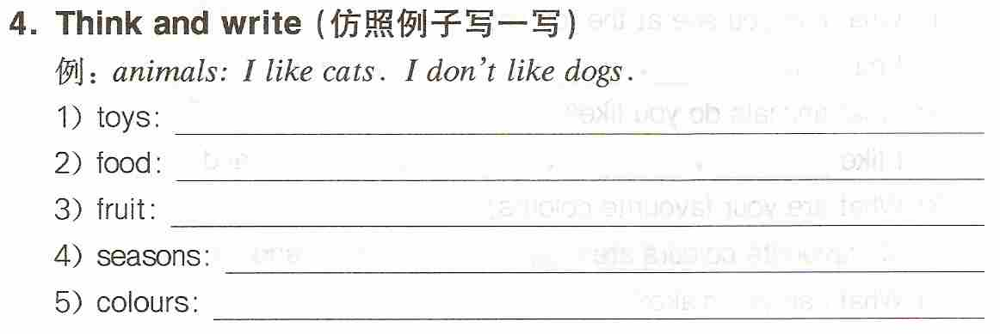 4. Think and write (仿照例子写一写)
例: animals: I like cats. I don't like dogs.
1) toys:
2) food:
3) fruit:
4) seasons:
5) colours: